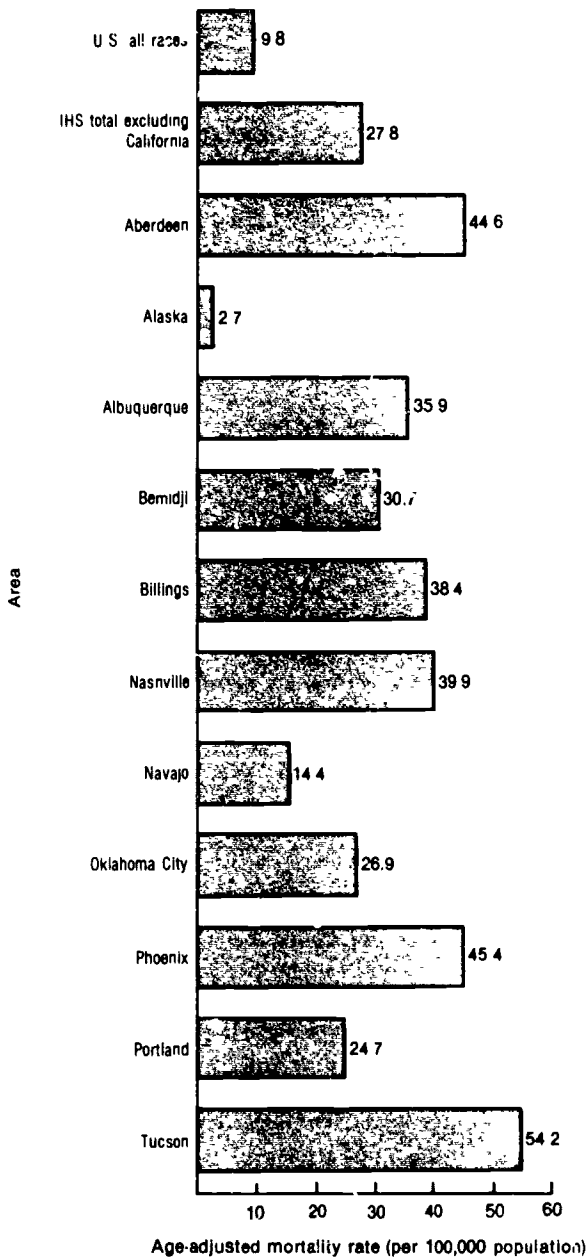 U S all races
9 8
IHS total excluding
California
27 8
Aberdeen
44 6
Alaska
2 7
Albuquerque
35 9
Bemidji
30.7
Billings
38 4
Nasnville
39 9
Navajo
14 4
Oklahoma City
26.9
Phoenix
45 4
Portland
24 7
Tucson
54 2
Area
10 20 30 40 50 60
Age-adjusted mortality rate (per 100,000 population)